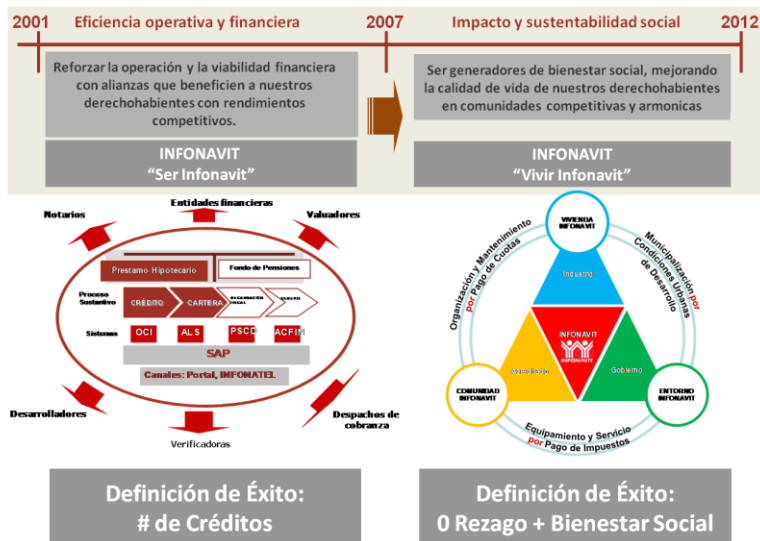 2001
Eficiencia operativa y financiera
2007
Impacto y sustentabilidad social
2012
Reforzar la operación y la viabilidad financiera
con alianzas que beneficien a nuestros
derechohabientes con rendimientos
competitivos.
Ser generadores de bienestar social, mejorando
la calidad de vida de nuestros derechohabientes
en comunidades competitivas y armonicas
INFONAVIT
“Ser Infonavit”
INFONAVIT
“Vivir Infonavit”
Notarios
Entidades financieras
Valuadores
Prestamo Hipotecario
Fondo de Pensiones
Proceso
Sustantivo
CRÉDITO
CARTERA
Sistemas
OCI
ALS
PSCD
ACFIM
SAP
Canales: Portal, INFONATEL
Desarrolladores
Verificadoras
Despachos de
cobranza
VIVIENDA
INFONAVIT
Organización y Mantenimiento
por Pago de Cuotas
Municipalización por
Condiciones Urbanas
de Desarrollo
Industria
INFONAVIT
INFONAVIT
Acreditado
Gobierno
COMUNIDAD
INFONAVIT
ENTORNO
INFONAVIT
Equipamiento y Servicio
por Pago de Impuestos
Definición de Éxito:
# de Créditos
Definición de Éxito:
0 Rezago + Bienestar Social